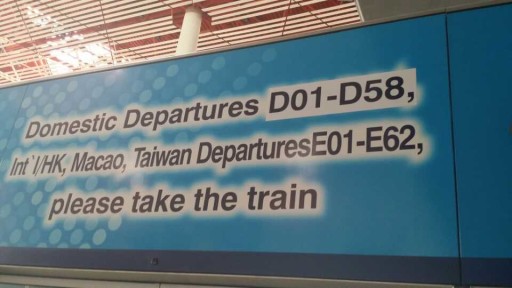 Domestic Departures D01-D58,
Int`l/HK, Macao, Taiwan DeparturesE01-E62,
please take the train